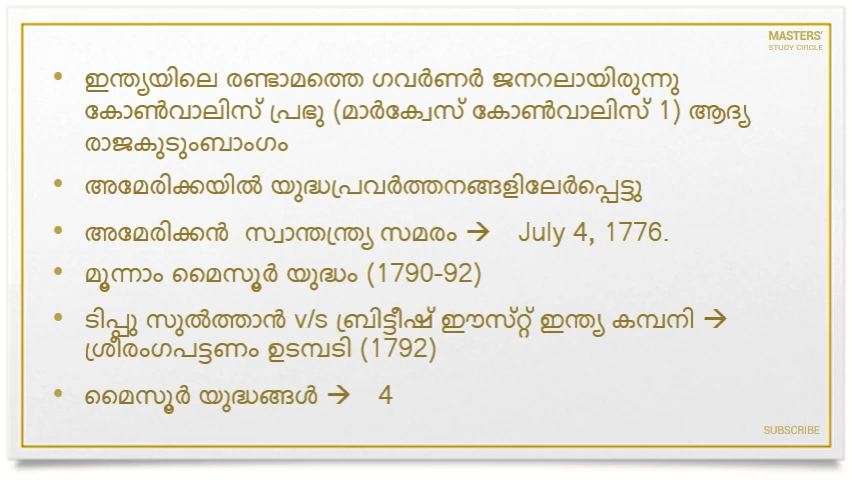 MASTERS'
STUDY CIRCLE
• ഇന്ത്യയിലെ രണ്ടാമത്തെ ഗവർണർ ജനറലായിരുന്നു
കോൺവാലിസ് പ്രഭു (മാർക്വേസ് കോൺവാലിസ് 1) ആദ്യ
രാജകുടുംബാംഗം
• അമേരിക്കയിൽ യുദ്ധപ്രവർത്തനങ്ങളിലേർപ്പെട്ടു
• അമേരിക്കൻ സ്വാതന്ത്ര്യ സമരം → July 4, 1776.
• മൂന്നാം മൈസൂർ യുദ്ധം (1790-92)
• ടിപ്പു സുൽത്താൻ v/s ബ്രിട്ടീഷ് ഈസ്റ്റ് ഇന്ത്യ കമ്പനി →
ശ്രീരംഗപട്ടണം ഉടമ്പടി (1792)
• മൈസൂർ യുദ്ധങ്ങൾ → 4
SUBSCRIBE